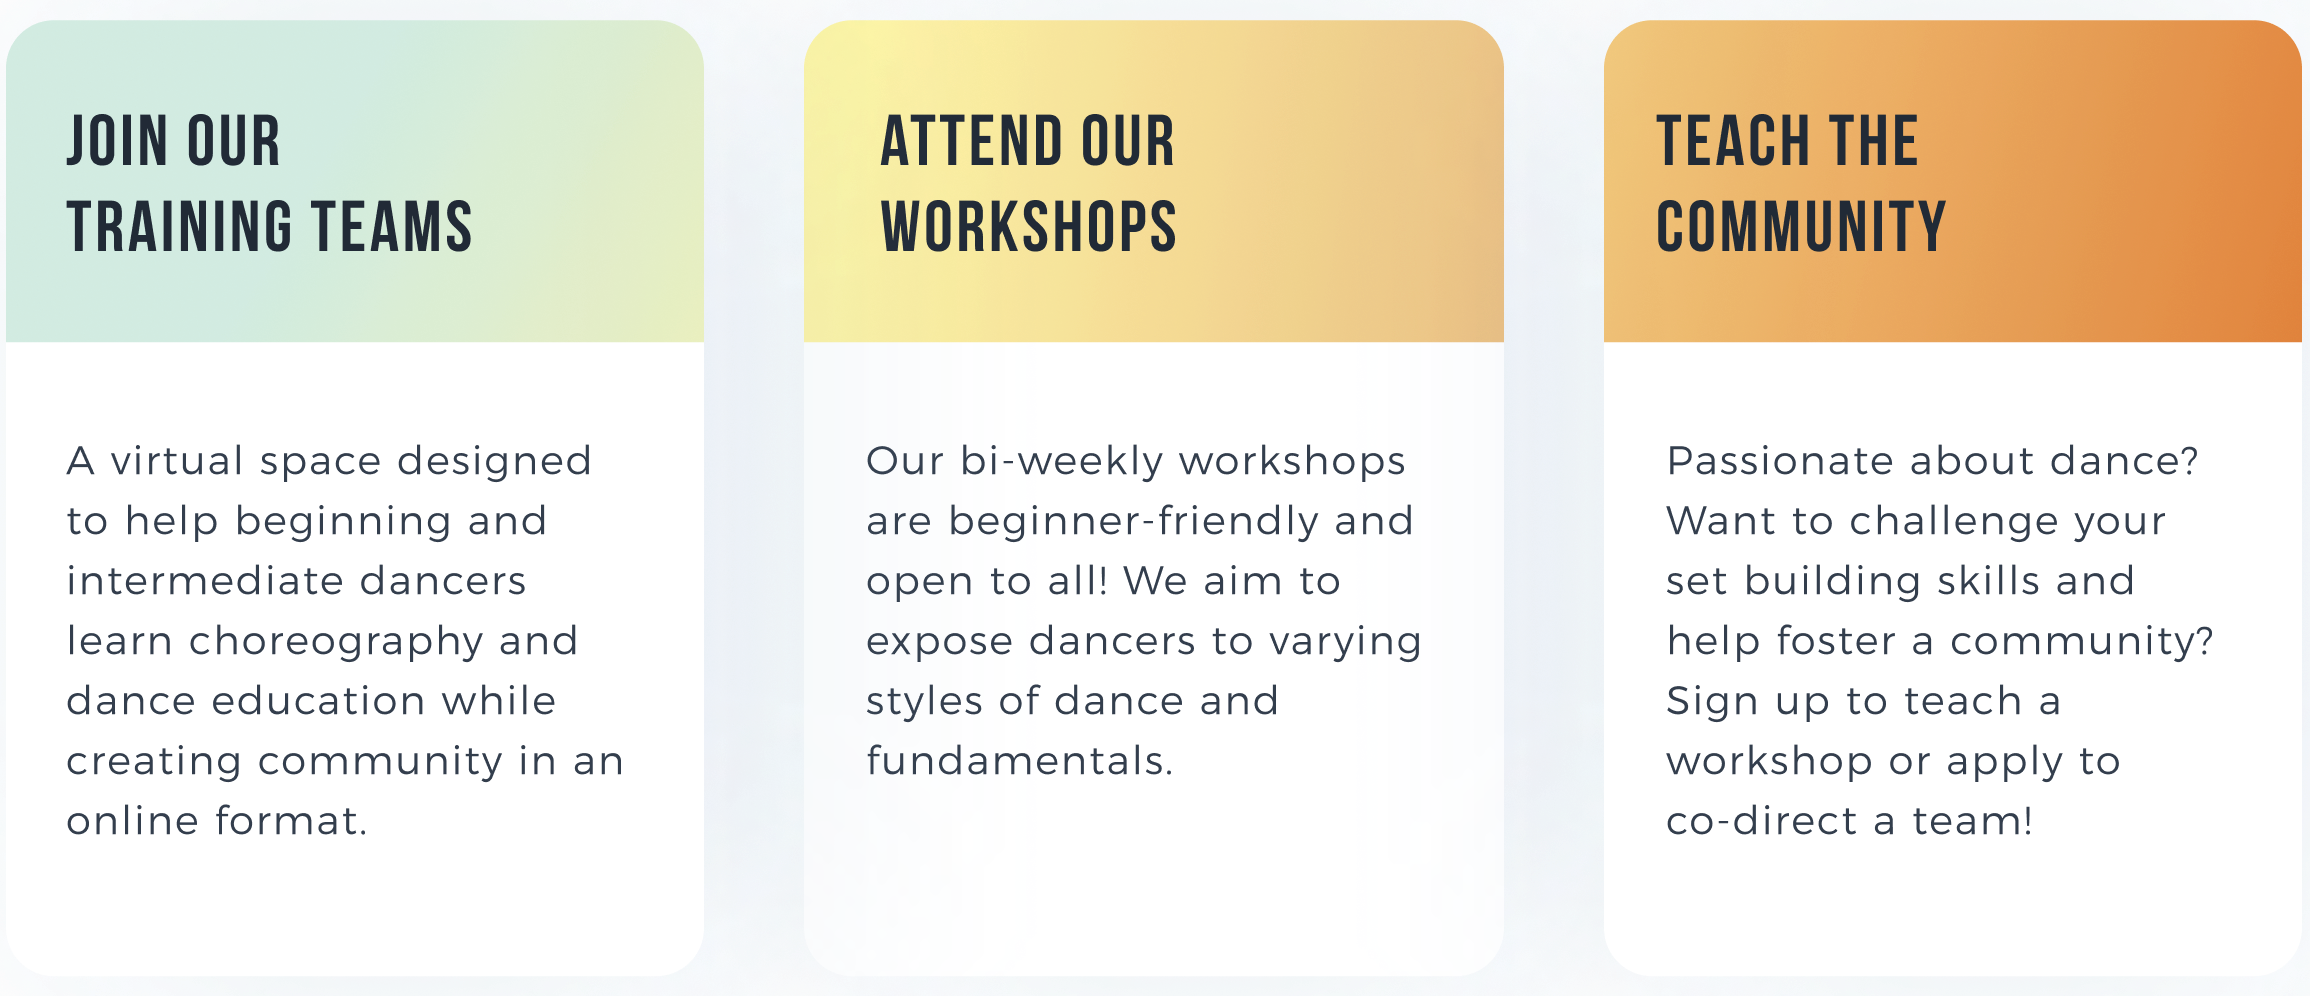 JOIN OUR
TRAINING TEAMS
A virtual space designed
to help beginning and
intermediate dancers
learn choreography and
dance education while
creating community in an
online format.
ATTEND OUR
WORKSHOPS
Our bi-weekly workshops
are beginner-friendly and
open to all! We aim to
expose dancers to varying
styles of dance and
fundamentals.
TEACH THE
COMMUNITY
Passionate about dance?
Want to challenge your
set building skills and
help foster a community?
Sign up to teach a
workshop or apply to
co-direct a team!